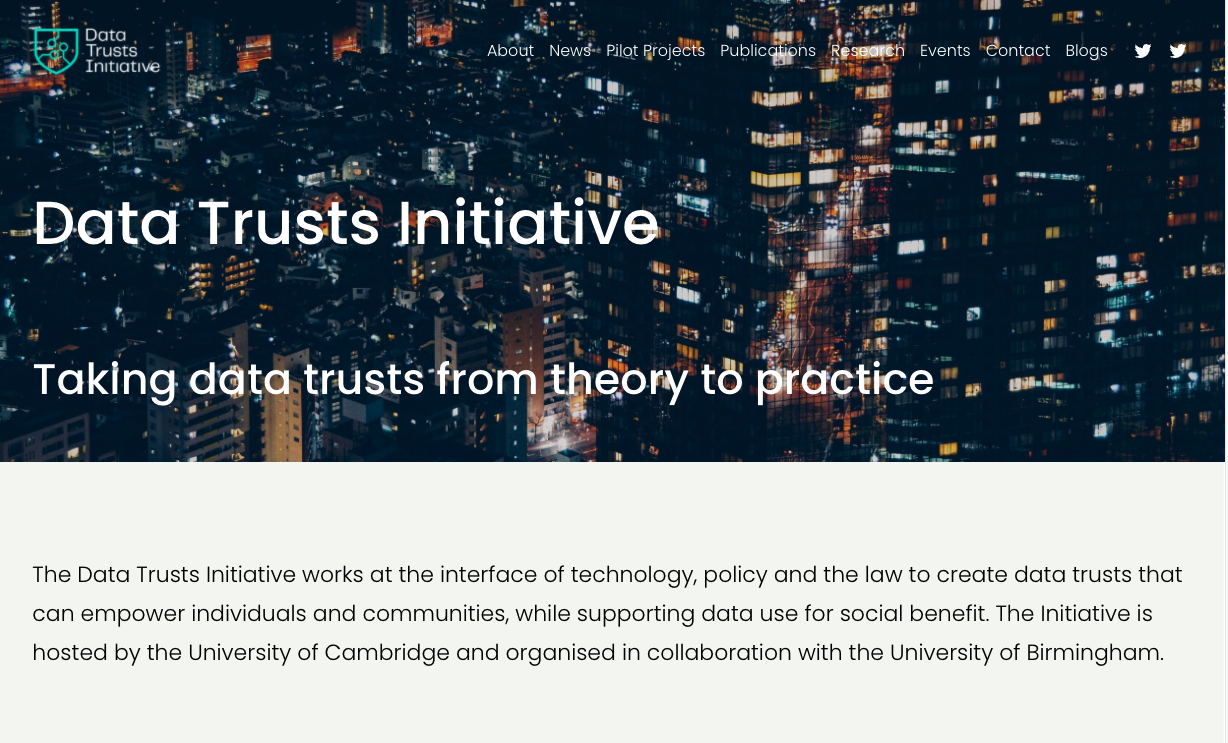 Data
Trusts
Initiative
About News Pilot Projects Publications Research Events Contact Blogs
Data Trusts Initiative
Taking data trusts from theory to practice
The Data Trusts Initiative works at the interface of technology, policy and the law to create data trusts that
can empower individuals and communities, while supporting data use for social benefit. The Initiative is
hosted by the University of Cambridge and organised in collaboration with the University of Birmingham.